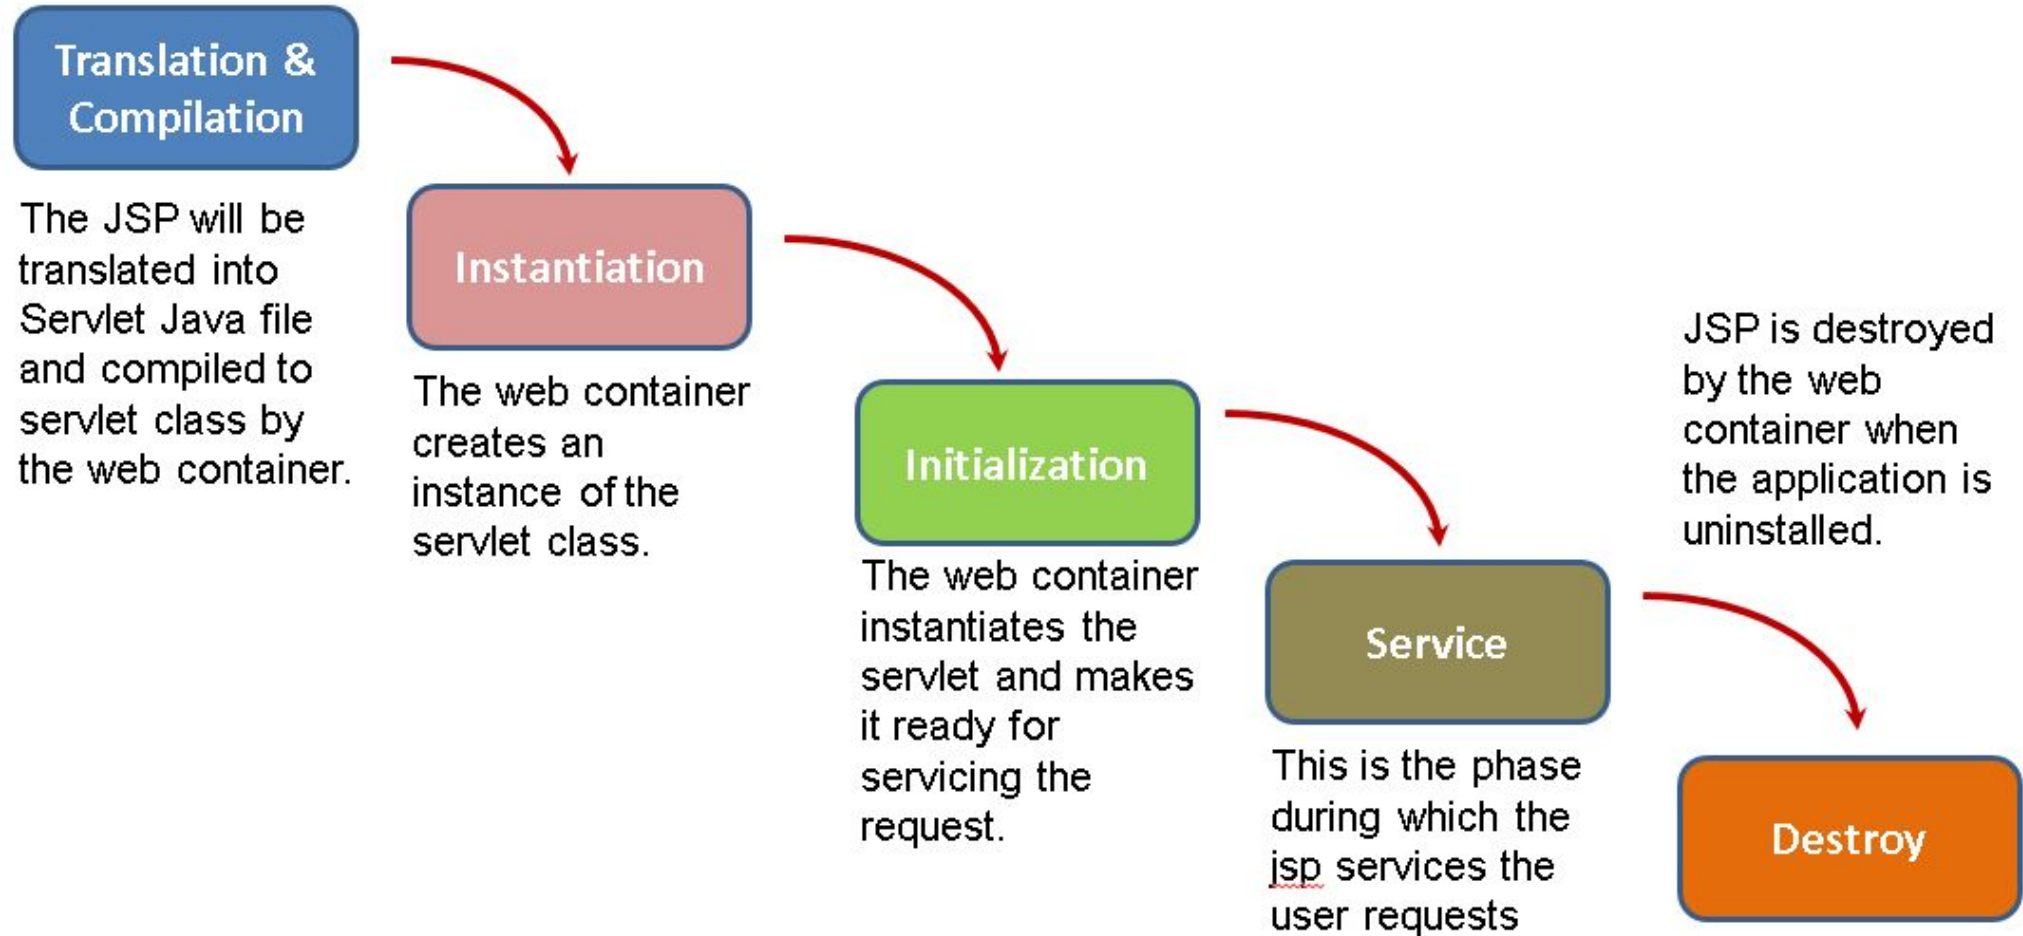 Translation &
Compilation
The JSP will be
translated into
Servlet Java file
and compiled to
servlet class by
the web container.
Instantiation
The web container
creates an
instance of the
servlet class.
Initialization
The web container
instantiates the
servlet and makes
it ready for
servicing the
request.
Service
This is the phase
during which the
jsp services the
user requests
JSP is destroyed
by the web
container when
the application is
uninstalled.
Destroy